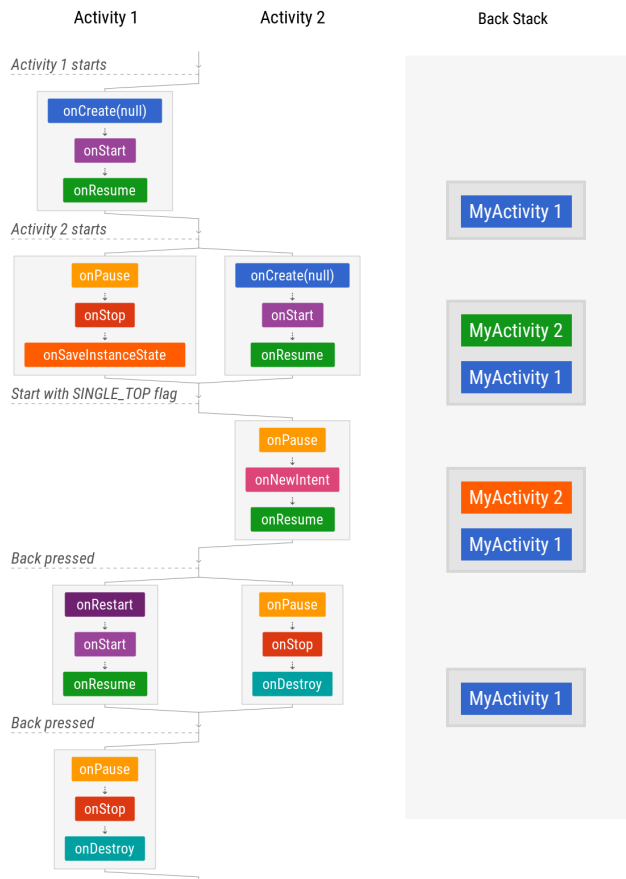 Activity 1
Activity 2
Back Stack
Activity 1 starts
onCreate(null)
onStart
onResume
MyActivity 1
Activity 2 starts
onPause
onStop
onSaveInstanceState
onCreate(null)
onStart
onResume
MyActivity 2
MyActivity 1
Start with SINGLE_TOP flag
onPause
onNewIntent
onResume
MyActivity 2
MyActivity 1
Back pressed
onRestart
onStart
onResume
onPause
onStop
onDestroy
MyActivity 1
Back pressed
onPause
onStop
onDestroy